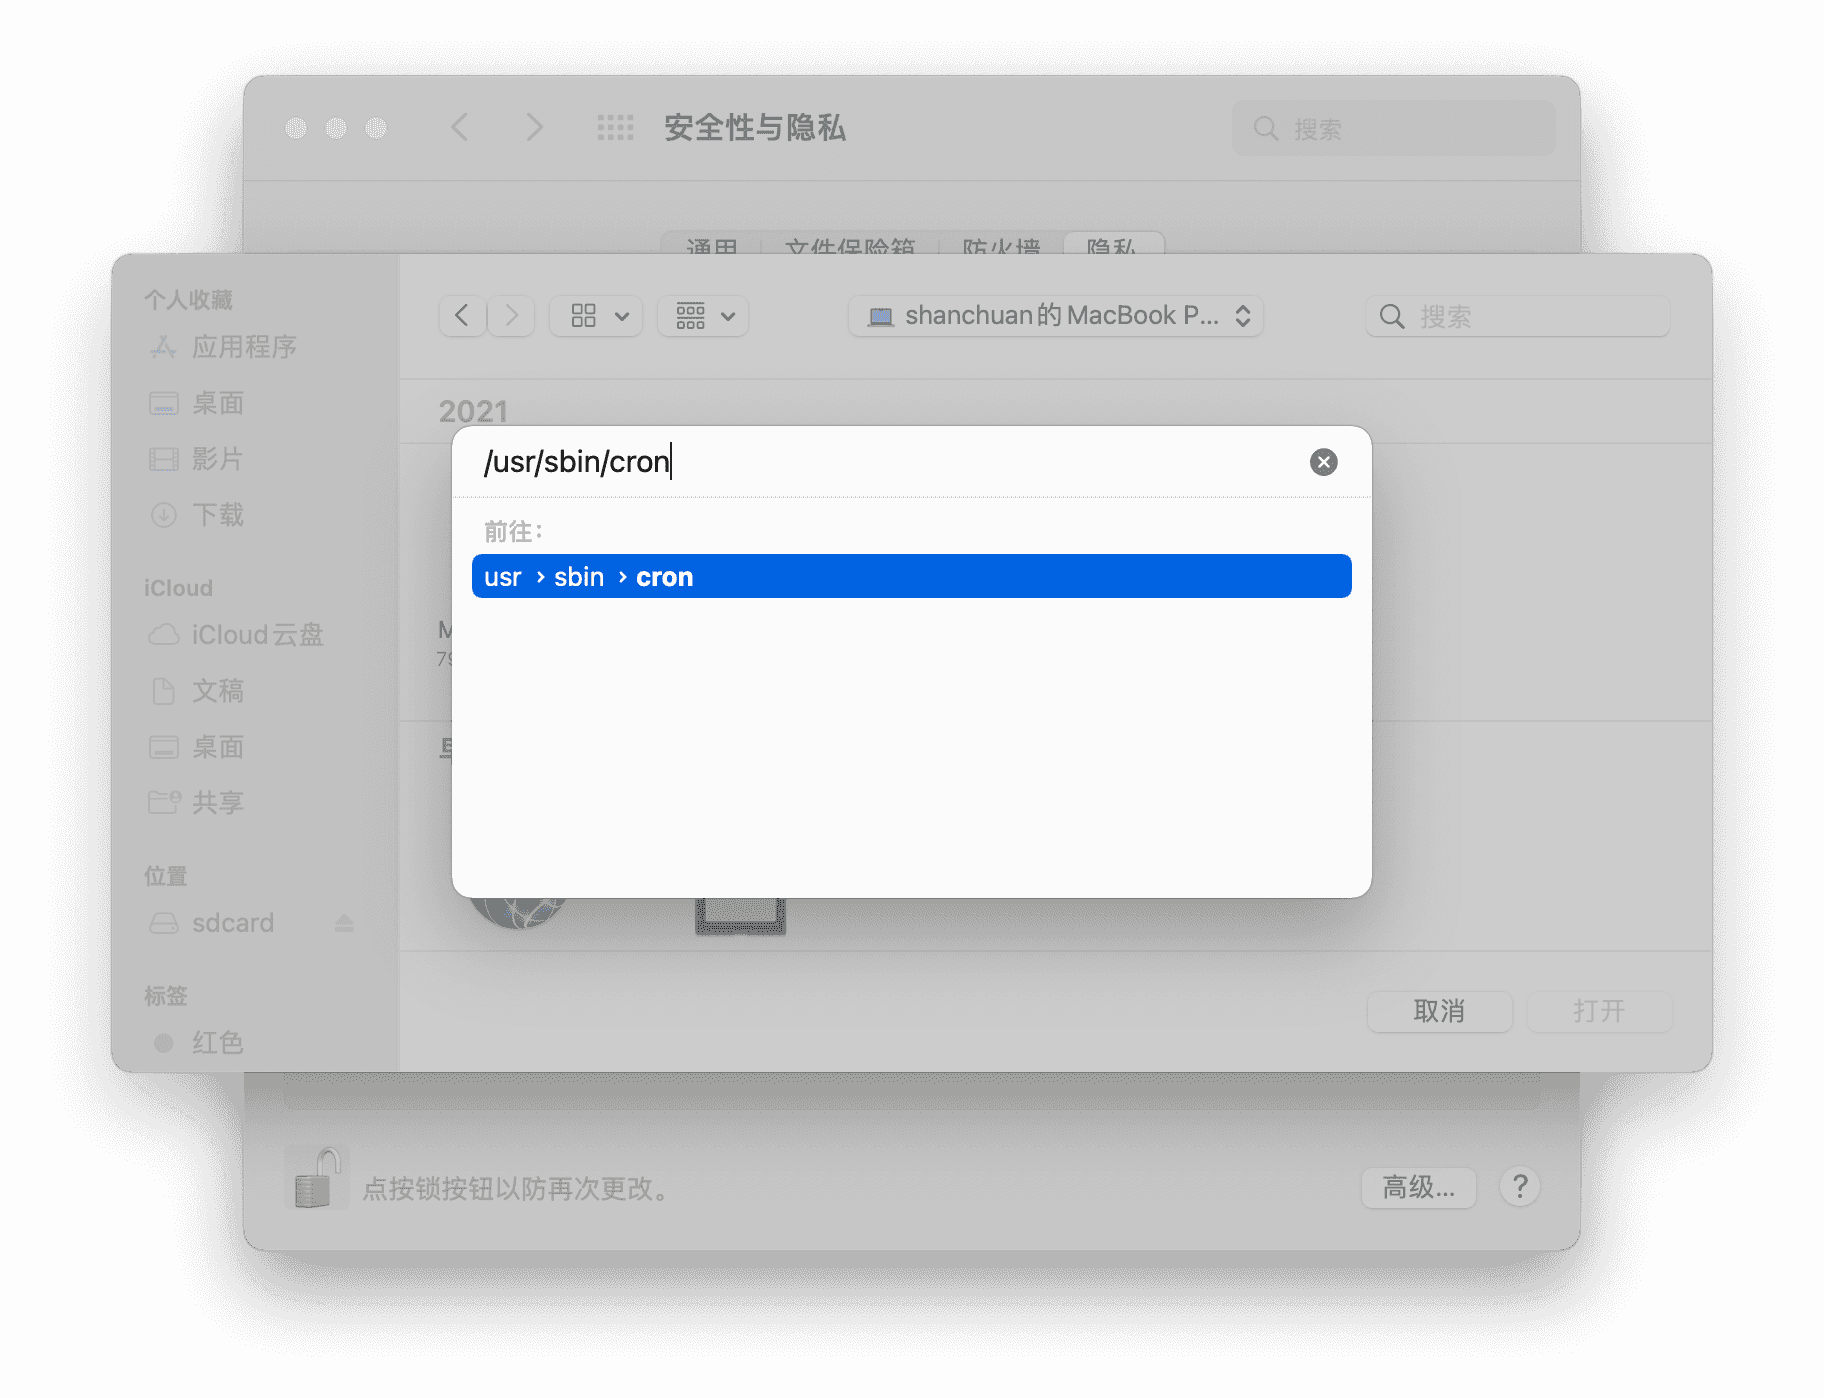 安全性与隐私
搜索
通用
文件保险箱
防火墙
隐私
个人收藏
应用程序
桌面
影片
下载
iCloud
iCloud云盘
文稿
桌面
共享
位置
sdcard
标签
红色
shanchuan的MacBook P...
搜索
2021
/usr/sbin/cron
前往：
usr › sbin › cron
取消
打开
点按锁按钮以防再次更改。
高级...
?